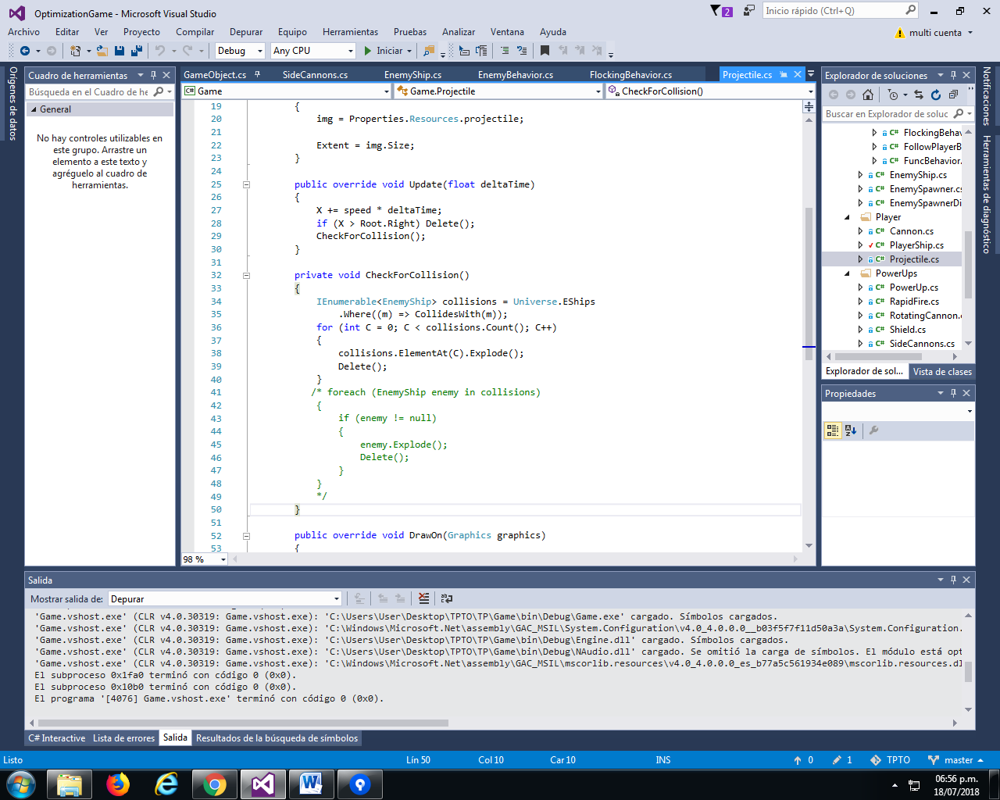 OptimizationGame - Microsoft Visual Studio
2
Inicio rápido (Ctrl+Q)
Archivo Editar Ver Proyecto Compilar Depurar Equipo Herramientas Pruebas Analizar Ventana Ayuda
multi cuenta
Debug Any CPU Iniciar
Orígenes de datos
Cuadro de herramientas
Búsqueda en el Cuadro de he
General
No hay controles utilizables en
este grupo. Arrastre un
elemento a este texto y
agréguelo al cuadro de
herramientas.
GameObject.cs SideCannons.cs EnemyShip.cs EnemyBehavior.cs FlockingBehavior.cs Projectile.cs
Game Game.Projectile CheckForCollision()
19 {
20 img = Properties.Resources.projectile;
21
22 Extent = img.Size;
23 }
24
25 public override void Update(float deltaTime)
26 {
27 X += speed * deltaTime;
28 if (X > Root.Right) Delete();
29 CheckForCollision();
30 }
31
32 private void CheckForCollision()
33 {
34 IEnumerable<EnemyShip> collisions = Universe.EShips
35 .Where((m) => CollidesWith(m));
36 for (int C = 0; C < collisions.Count(); C++)
37 {
38 collisions.ElementAt(C).Explode();
39 Delete();
40 }
41 /* foreach (EnemyShip enemy in collisions)
42 {
43 if (enemy != null)
44 {
45 enemy.Explode();
46 Delete();
47 }
48 }
49 */
50 }
51
52 public override void DrawOn(Graphics graphics)
53 {
98 %
Explorador de soluciones
Buscar en Explorador de soluc
C# FlockingBehav
C# FollowPlayerB
C# FuncBehavior.
C# EnemyShip.cs
C# EnemySpawner.cs
C# EnemySpawnerDi
Player
C# Cannon.cs
C# PlayerShip.cs
C# Projectile.cs
PowerUps
C# PowerUp.cs
C# RapidFire.cs
C# RotatingCannon.
C# Shield.cs
C# SideCannons.cs
Explorador de sol... Vista de clases
Propiedades
Notificaciones
Herramientas de diagnóstico
Salida
Mostrar salida de: Depurar
'Game.vshost.exe' (CLR v4.0.30319: Game.vshost.exe): 'C:\Users\User\Desktop\TPTO\TP\Game\bin\Debug\Game.exe' cargado. Símbolos cargados.
'Game.vshost.exe' (CLR v4.0.30319: Game.vshost.exe): 'C:\Windows\Microsoft.Net\assembly\GAC_MSIL\System.Configuration\v4.0_4.0.0.0__b03f5f7f11d50a3a\System.Configuration.
'Game.vshost.exe' (CLR v4.0.30319: Game.vshost.exe): 'C:\Users\User\Desktop\TPTO\TP\Game\bin\Debug\Engine.dll' cargado. Símbolos cargados.
'Game.vshost.exe' (CLR v4.0.30319: Game.vshost.exe): 'C:\Users\User\Desktop\TPTO\TP\Game\bin\Debug\NAudio.dll' cargado. Se omitió la carga de símbolos. El módulo está opt
'Game.vshost.exe' (CLR v4.0.30319: Game.vshost.exe): 'C:\Windows\Microsoft.Net\assembly\GAC_MSIL\mscorlib.resources\v4.0_4.0.0.0_es_b77a5c561934e089\mscorlib.resources.dl
El subproceso 0x1fa0 terminó con código 0 (0x0).
El subproceso 0x10b0 terminó con código 0 (0x0).
El programa '[4076] Game.vshost.exe' terminó con código 0 (0x0).
C# Interactive Lista de errores Salida Resultados de la búsqueda de símbolos
Listo Lín 50 Col 10 Car 10 INS 0 1 TPTO master
06:56 p.m.
18/07/2018